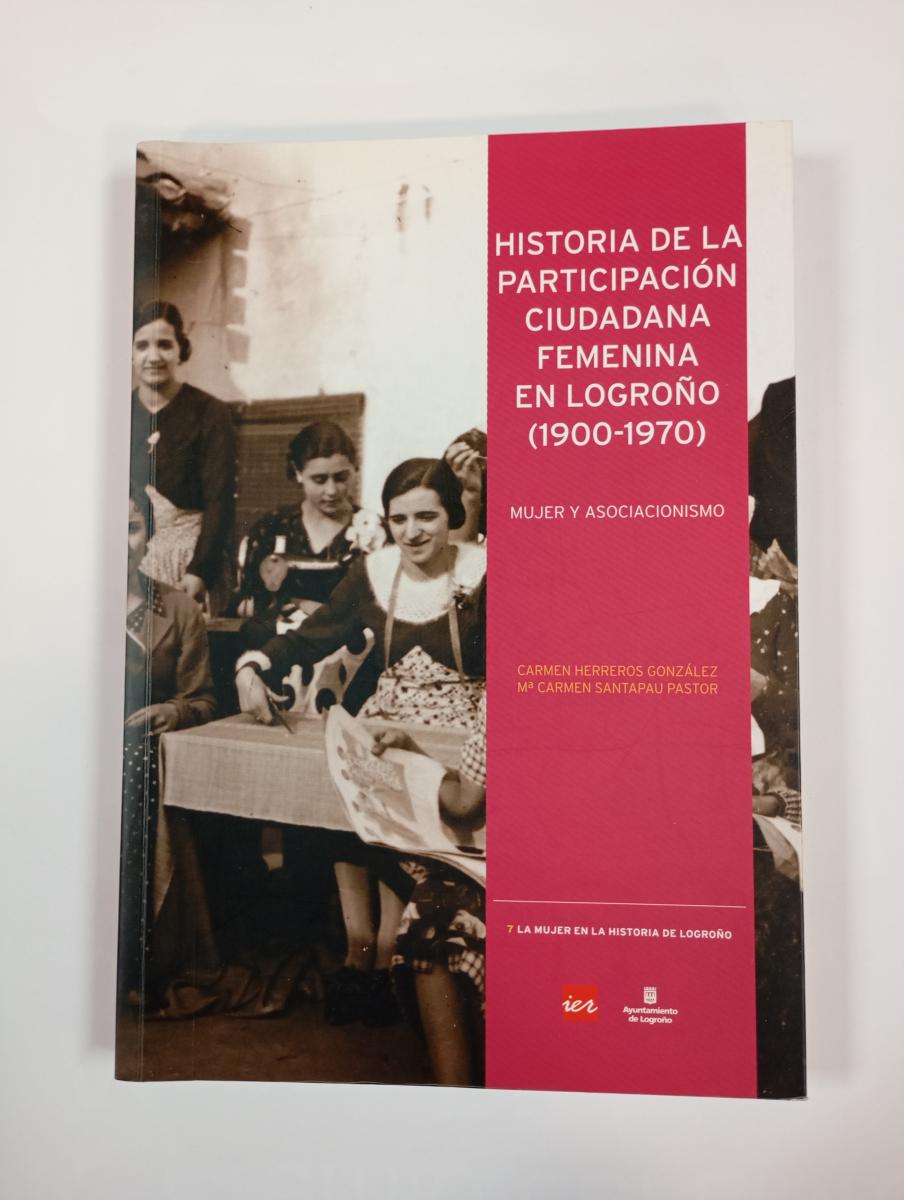 HISTORIA DE LA
PARTICIPACIÓN
CIUDADANA
FEMENINA
EN LOGROÑO
(1900-1970)
MUJER Y ASOCIACIONISMO
CARMEN HERREROS GONZÁLEZ
Mª CARMEN SANTAPAU PASTOR
7 LA MUJER EN LA HISTORIA DE LOGROÑO
ier
Ayuntamiento
de Logroño